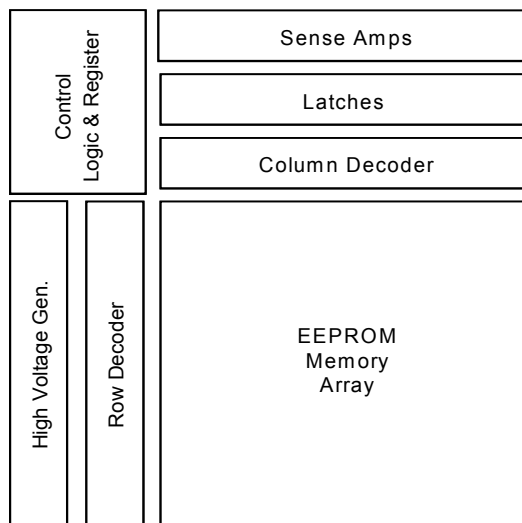 Control
Logic & Register
Sense Amps
Latches
Column Decoder
High Voltage Gen.
Row Decoder
EEPROM
Memory
Array